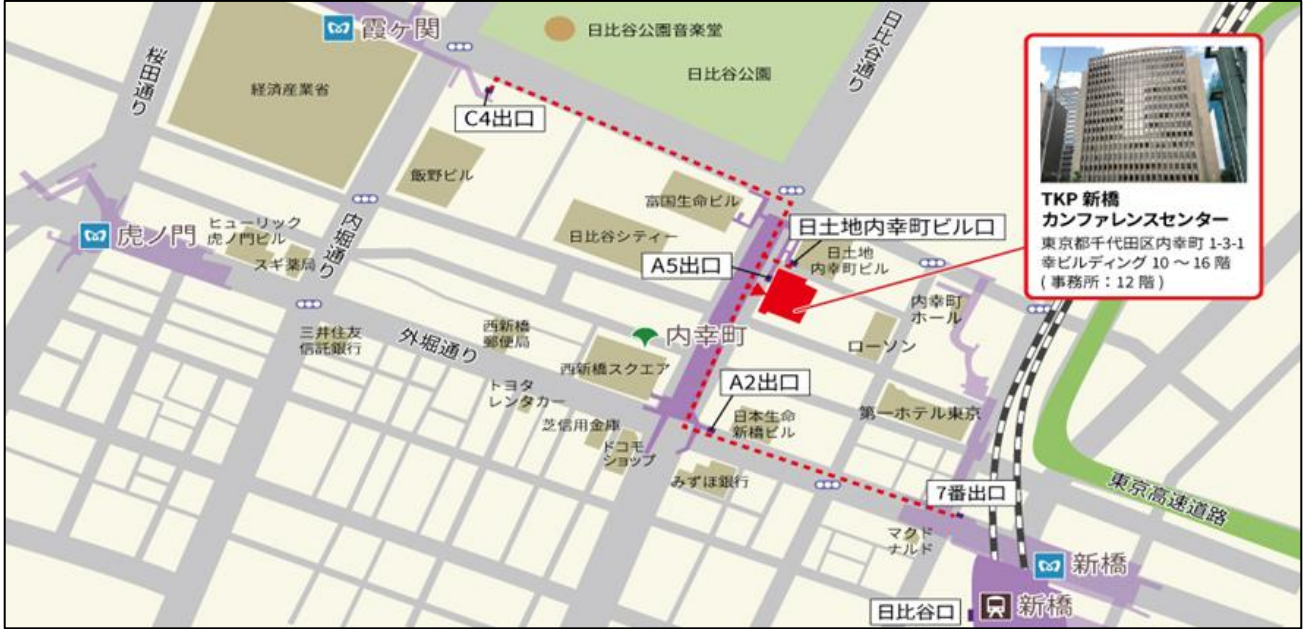 霞ケ関
日比谷公園音楽堂
日比谷公園
日比谷通り
桜田通り
経済産業省
C4出口
飯野ビル
富国生命ビル
TKP 新橋
カンファレンスセンター
東京都千代田区内幸町 1-3-1
幸ビルディング 10 ～ 16 階
( 事務所：12 階 )
虎ノ門
ヒューリック
虎ノ門ビル
スギ薬局
内堀通り
日比谷シティー
日土地内幸町ビル口
A5出口
日土地
内幸町ビル
内幸町
ホール
三井住友
信託銀行
外堀通り
西新橋
郵便局
内幸町
ローソン
西新橋スクエア
トヨタ
レンタカー
A2出口
芝信用金庫
日本生命
新橋ビル
第一ホテル東京
ドコモ
ショップ
みずほ銀行
7番出口
東京高速道路
マクド
ナルド
新橋
日比谷口
新橋